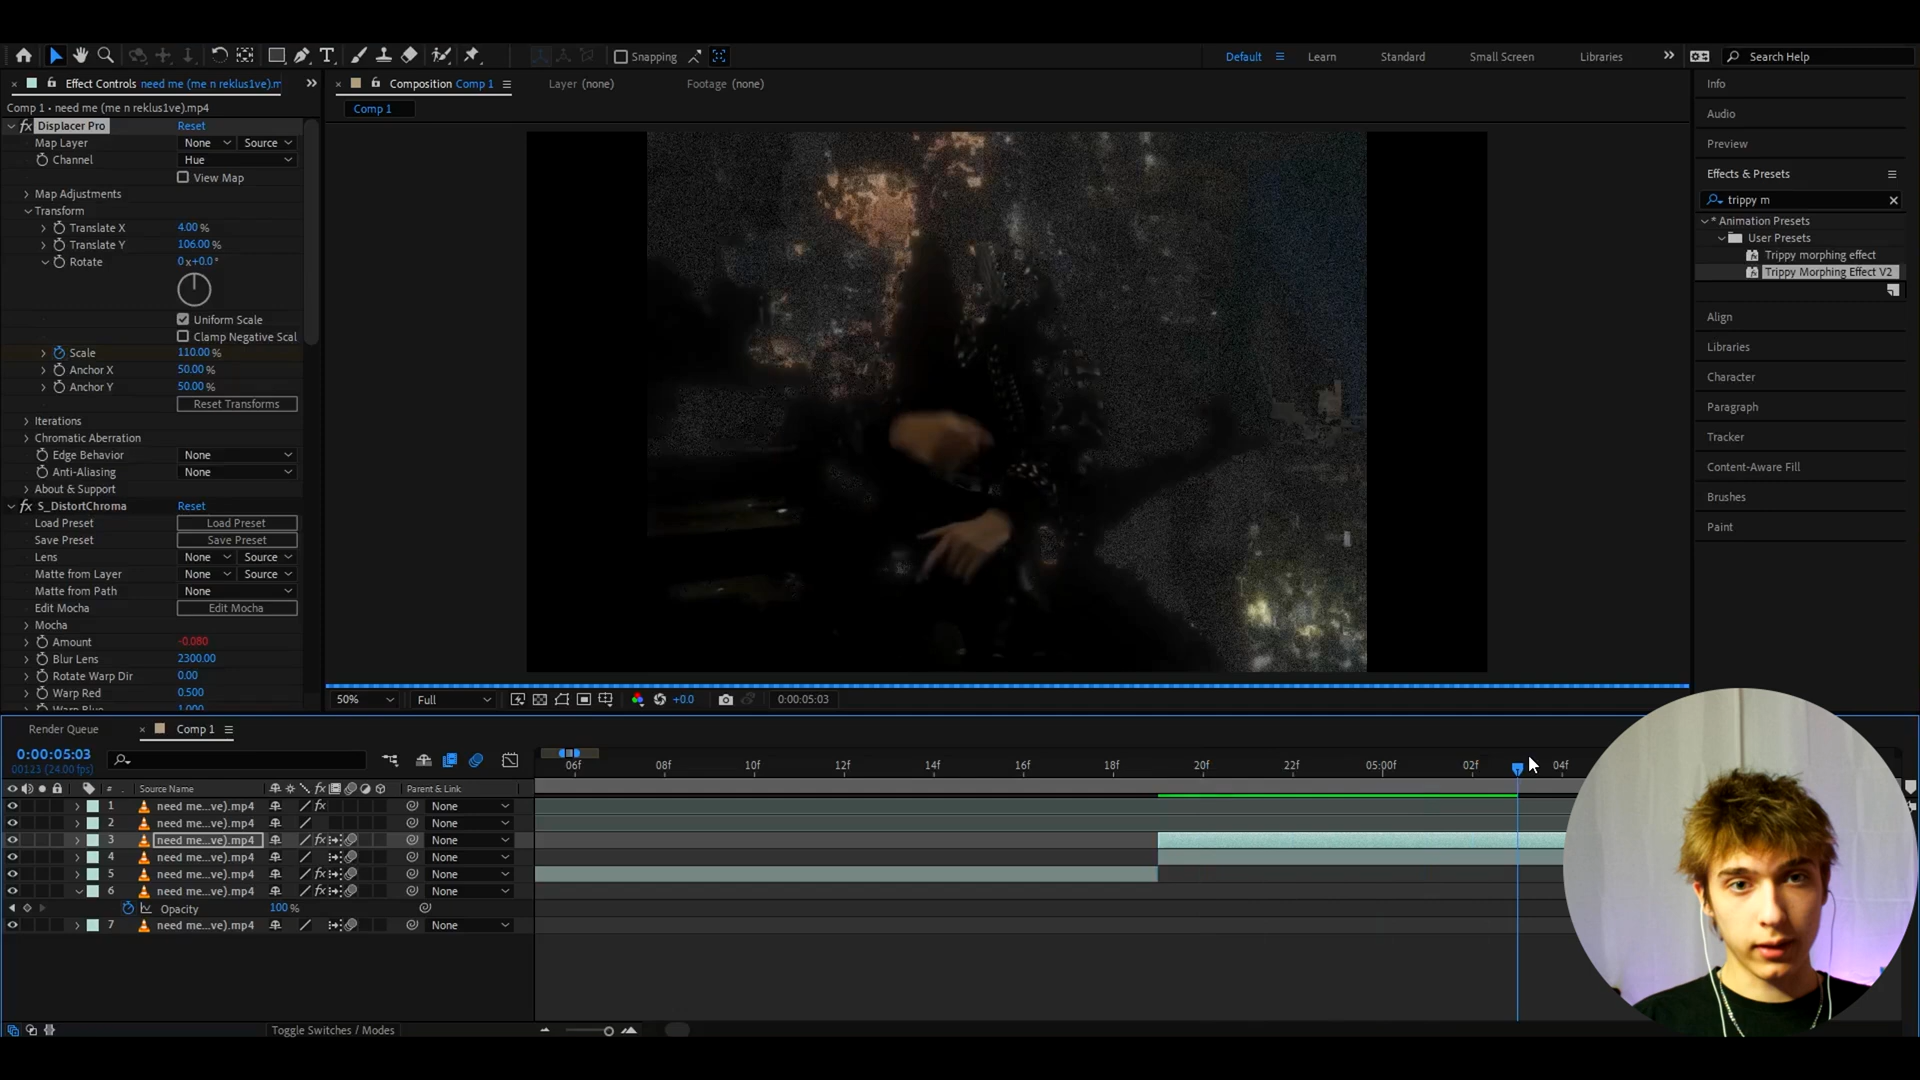 Snapping
Default
Learn
Standard
Small Screen
Libraries
Search Help
Effect Controls need me (me n reklus1ve).m
Composition Comp 1
Layer (none)
Footage (none)
Info
Comp 1 • need me (me n reklus1ve).mp4
Comp 1
fx Displacer Pro Reset
Audio
Map Layer None Source
Channel Hue
Preview
View Map
Effects & Presets
Map Adjustments
trippy m
Transform
* Animation Presets
Translate X 4.00 %
User Presets
Translate Y 106.00 %
Trippy morphing effect
Rotate 0 x+0.0 °
Trippy Morphing Effect V2
Uniform Scale
Align
Clamp Negative Scal
Libraries
Scale 110.00 %
Anchor X 50.00 %
Character
Anchor Y 50.00 %
Reset Transforms
Paragraph
Iterations
Chromatic Aberration
Tracker
Edge Behavior None
Anti-Aliasing None
Content-Aware Fill
About & Support
Brushes
fx S_DistortChroma Reset
Load Preset Load Preset
Paint
Save Preset Save Preset
Lens None Source
Matte from Layer None Source
Matte from Path None
Edit Mocha Edit Mocha
Mocha
Amount -0.080
Blur Lens 2300.00
Rotate Warp Dir 0.00
Warp Red 0.500
Warp Blue 1.000
50% Full +0.0 0:00:05:03
Render Queue
Comp 1
0:00:05:03
00123 (24.00 fps)
06f 08f 10f 12f 14f 16f 18f 20f 22f 05:00f 02f 04f
# Source Name fx Parent & Link
1 need me...ve).mp4 fx None
2 need me...ve).mp4 None
3 need me...ve).mp4 fx None
4 need me...ve).mp4 None
5 need me...ve).mp4 fx None
6 need me...ve).mp4 fx None
Opacity 100 %
7 need me...ve).mp4 None
Toggle Switches / Modes